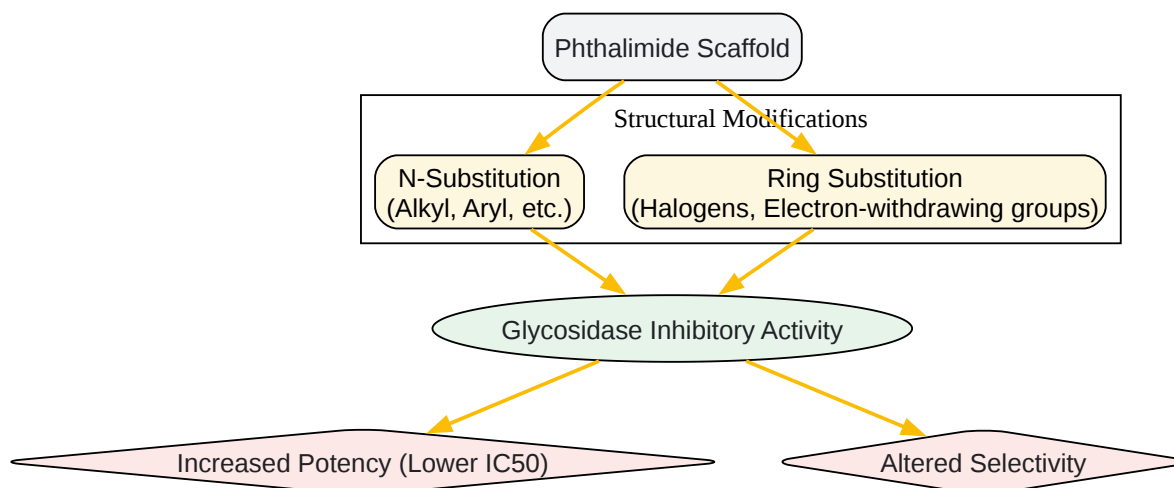 Phthalimide Scaffold
Structural Modifications
N-Substitution
(Alkyl, Aryl, etc.)
Ring Substitution
(Halogens, Electron-withdrawing groups)
Glycosidase Inhibitory Activity
Increased Potency (Lower IC50)
Altered Selectivity